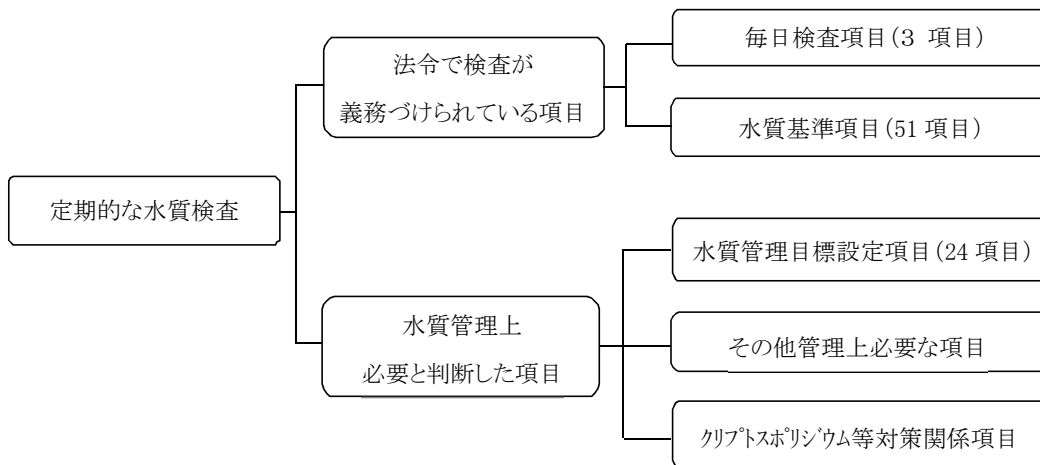 定期的な水質検査
法令で検査が
義務づけられている項目
毎日検査項目(3 項目)
水質基準項目(51 項目)
水質管理上
必要と判断した項目
水質管理目標設定項目(24 項目)
その他管理上必要な項目
クリプトスポリジウム等対策関係項目